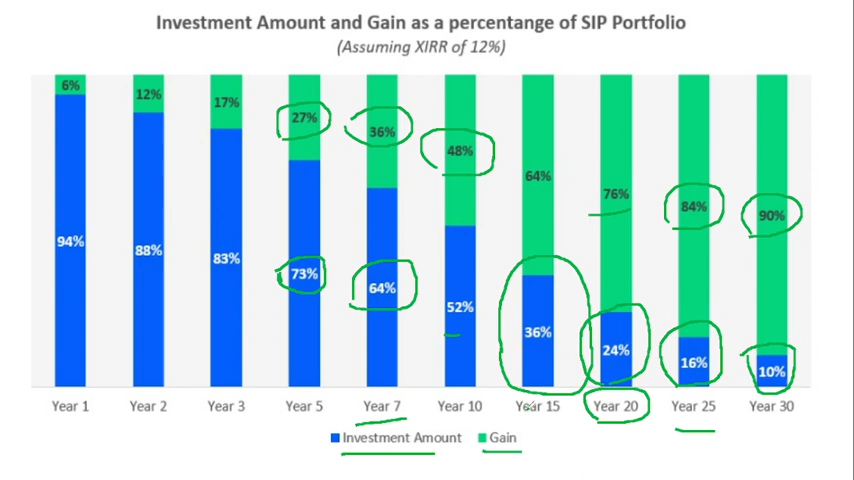 Investment Amount and Gain as a percentange of SIP Portfolio
(Assuming XIRR of 12%)
6% 12% 17% 27% 36% 48% 64% 76% 84% 90%
94% 88% 83% 73% 64% 52% 36% 24% 16% 10%
Year 1 Year 2 Year 3 Year 5 Year 7 Year 10 Year 15 Year 20 Year 25 Year 30
Investment Amount Gain